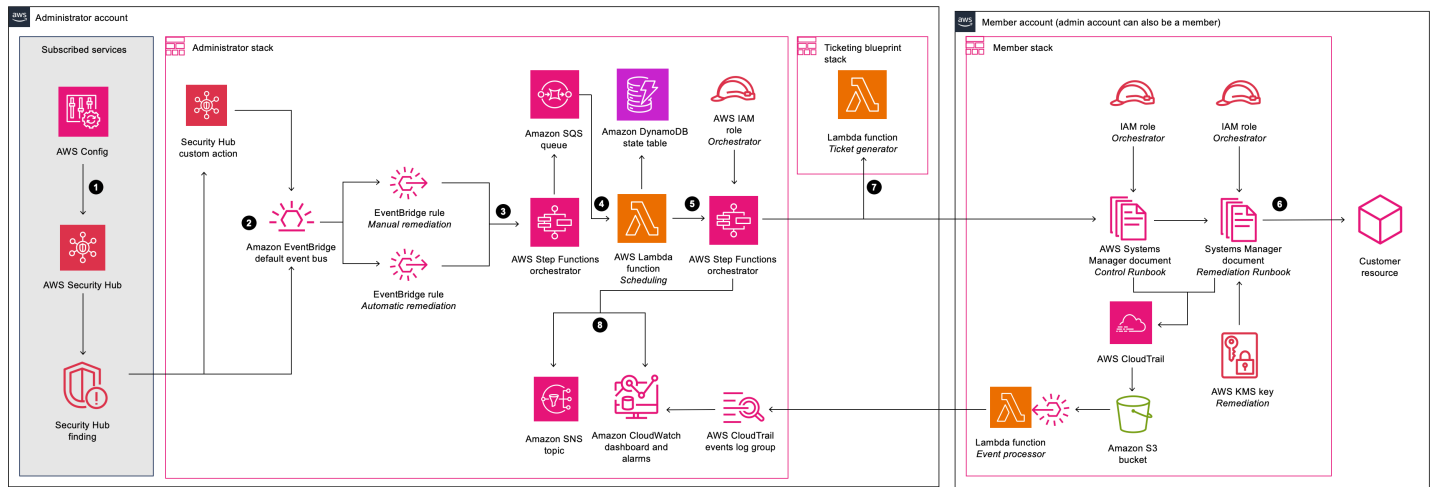 aws
Administrator account
Subscribed services
AWS Config
1
AWS Security Hub
Security Hub
finding
Administrator stack
Security Hub
custom action
2
Amazon EventBridge
default event bus
EventBridge rule
Manual remediation
EventBridge rule
Automatic remediation
3
Amazon SQS
queue
AWS Step Functions
orchestrator
4
Amazon DynamoDB
state table
AWS Lambda
function
Scheduling
5
AWS IAM
role
Orchestrator
AWS Step Functions
orchestrator
8
Amazon SNS
topic
Amazon CloudWatch
dashboard and
alarms
AWS CloudTrail
events log group
Ticketing blueprint
stack
Lambda function
Ticket generator
7
aws
Member account (admin account can also be a member)
Member stack
IAM role
Orchestrator
IAM role
Orchestrator
AWS Systems
Manager document
Control Runbook
Systems Manager
document
Remediation Runbook
6
Customer
resource
AWS CloudTrail
AWS KMS key
Remediation
Lambda function
Event processor
Amazon S3
bucket